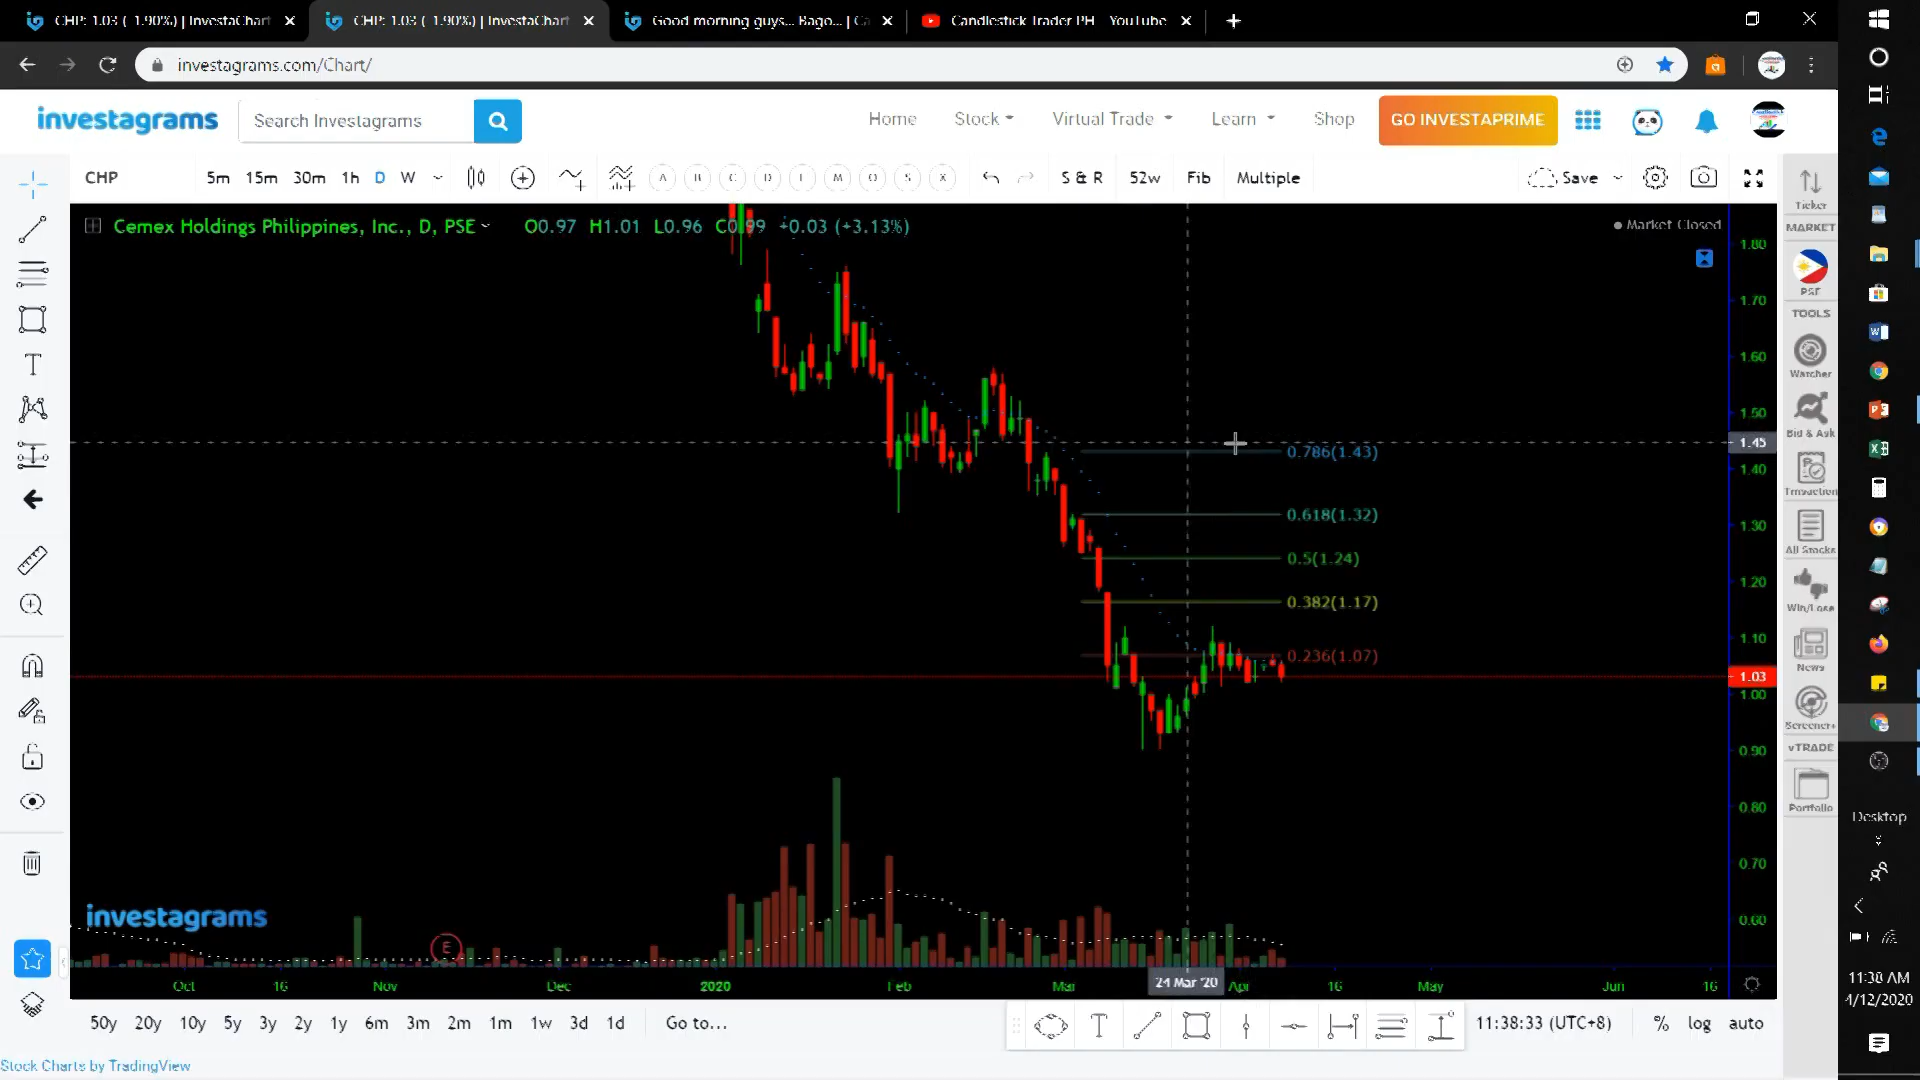 CHP: 1.03 (-1.90%) | InvestaChart
CHP: 1.03 (-1.90%) | InvestaChart
Good morning guys... Bago... | Ca
Candlestick Trader PH - YouTube
investagrams.com/Chart/
investagrams
Search Investagrams
Home
Stock
Virtual Trade
Learn
Shop
GO INVESTAPRIME
CHP
5m 15m 30m 1h D W
S & R
52w
Fib
Multiple
Save
Ticker
Cemex Holdings Philippines, Inc., D, PSE
O0.97 H1.01 L0.96 C0.99 +0.03 (+3.13%)
Market Closed
MARKET
PSE
TOOLS
Watcher
Bid & Ask
Trnsaction
All Stocks
Win/Lose
News
Screener+
vTRADE
Portfolio
1.80
1.70
1.60
1.50
1.45
1.40
1.30
1.20
1.10
1.03
1.00
0.90
0.80
0.70
0.60
0.786(1.43)
0.618(1.32)
0.5(1.24)
0.382(1.17)
0.236(1.07)
investagrams
E
Oct 16 Nov Dec 2020 Feb Mar 24 Mar '20 Apr 16 May Jun 16
50y 20y 10y 5y 3y 2y 1y 6m 3m 2m 1m 1w 3d 1d
Go to...
11:38:33 (UTC+8)
% log auto
Stock Charts by TradingView
Desktop
11:38 AM
4/12/2020